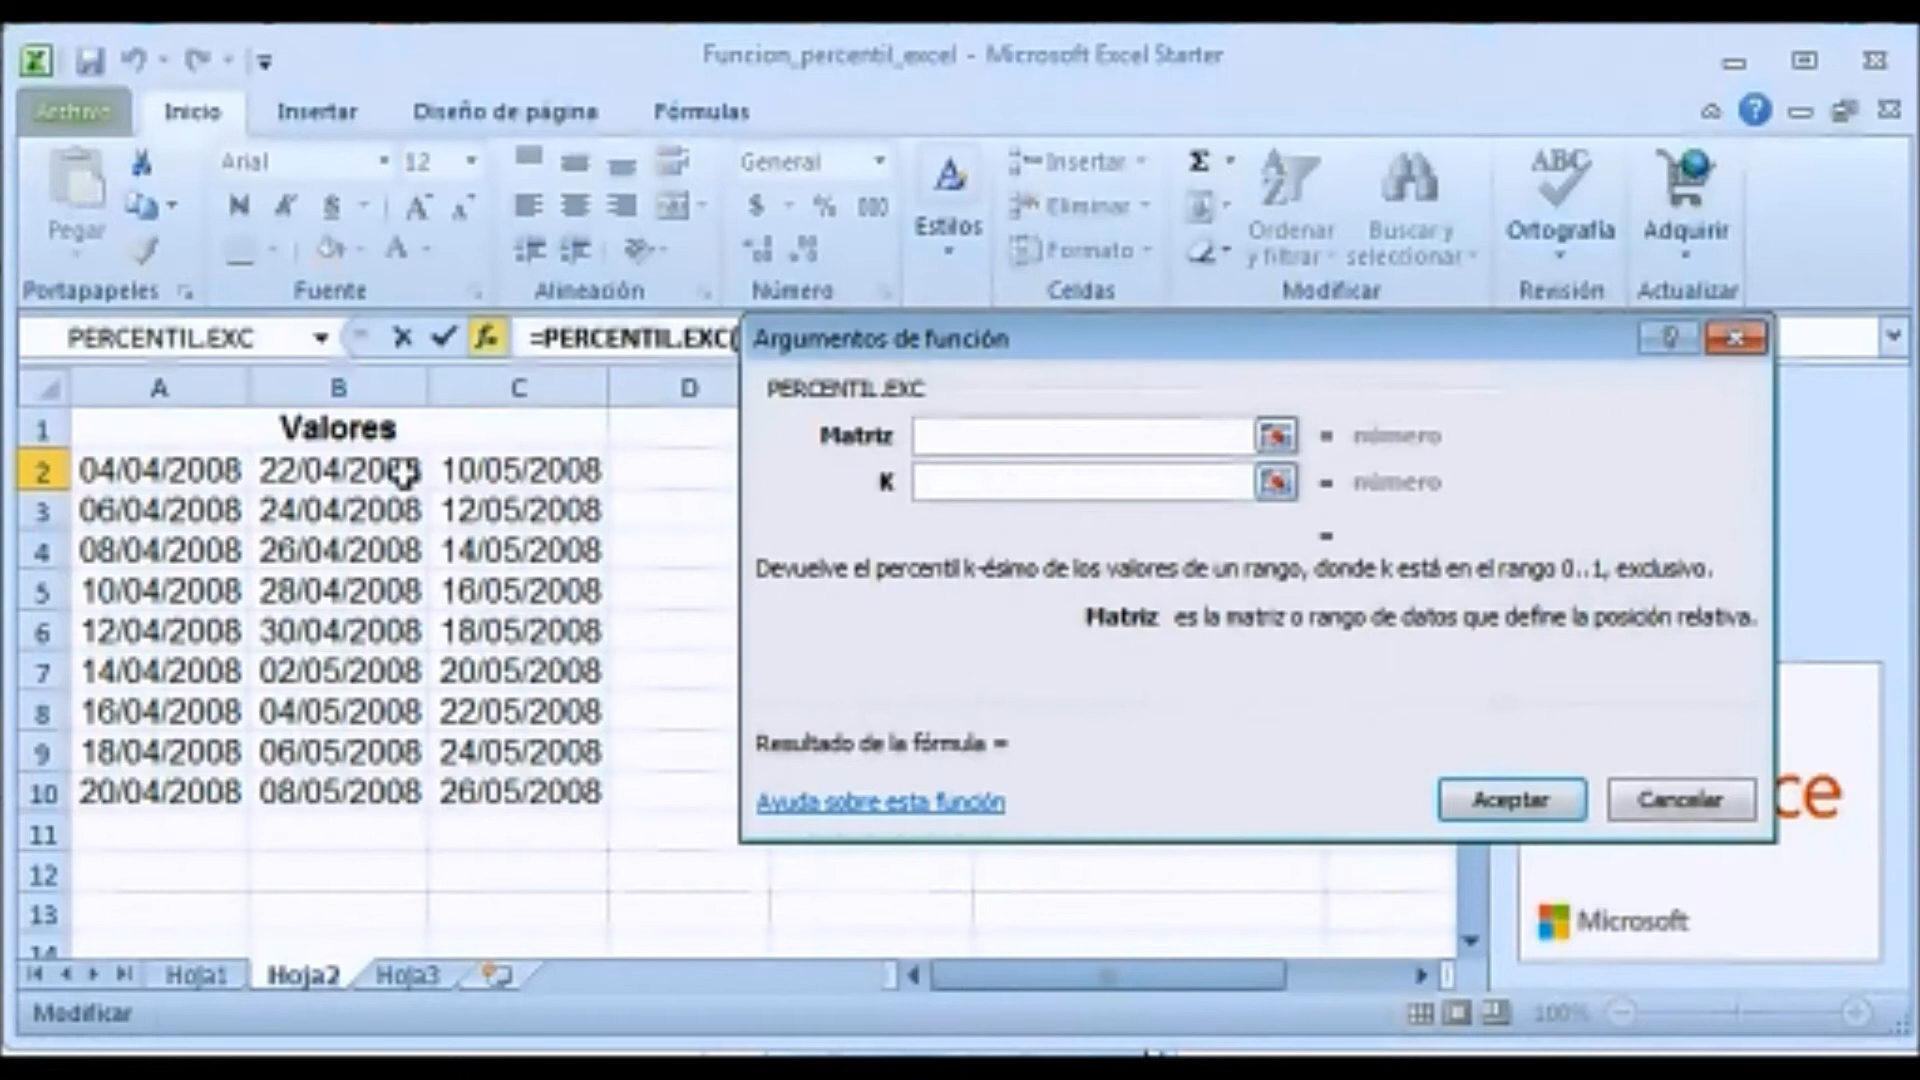 Funcion_percentil_excel - Microsoft Excel Starter
Archivo Inicio Insertar Diseño de página Fórmulas
Arial 12 General Insertar Σ ABC
N K S A A $ % 000 Eliminar
Pegar Estilos Formato Ordenar y filtrar Buscar y seleccionar Ortografía Adquirir
Portapapeles Fuente Alineación Número Celdas Modificar Revisión Actualizar
PERCENTIL.EXC fx =PERCENTIL.EXC(
A B C D
1 Valores
2 04/04/2008 22/04/2008 10/05/2008
3 06/04/2008 24/04/2008 12/05/2008
4 08/04/2008 26/04/2008 14/05/2008
5 10/04/2008 28/04/2008 16/05/2008
6 12/04/2008 30/04/2008 18/05/2008
7 14/04/2008 02/05/2008 20/05/2008
8 16/04/2008 04/05/2008 22/05/2008
9 18/04/2008 06/05/2008 24/05/2008
10 20/04/2008 08/05/2008 26/05/2008
11
12
13
14
Argumentos de función
PERCENTIL.EXC
Matriz = número
K = número
=
Devuelve el percentil k-ésimo de los valores de un rango, donde k está en el rango 0..1, exclusivo.
Matriz es la matriz o rango de datos que define la posición relativa.
Resultado de la fórmula =
Ayuda sobre esta función Aceptar Cancelar
ce
Microsoft
Hoja1 Hoja2 Hoja3
Modificar 100%